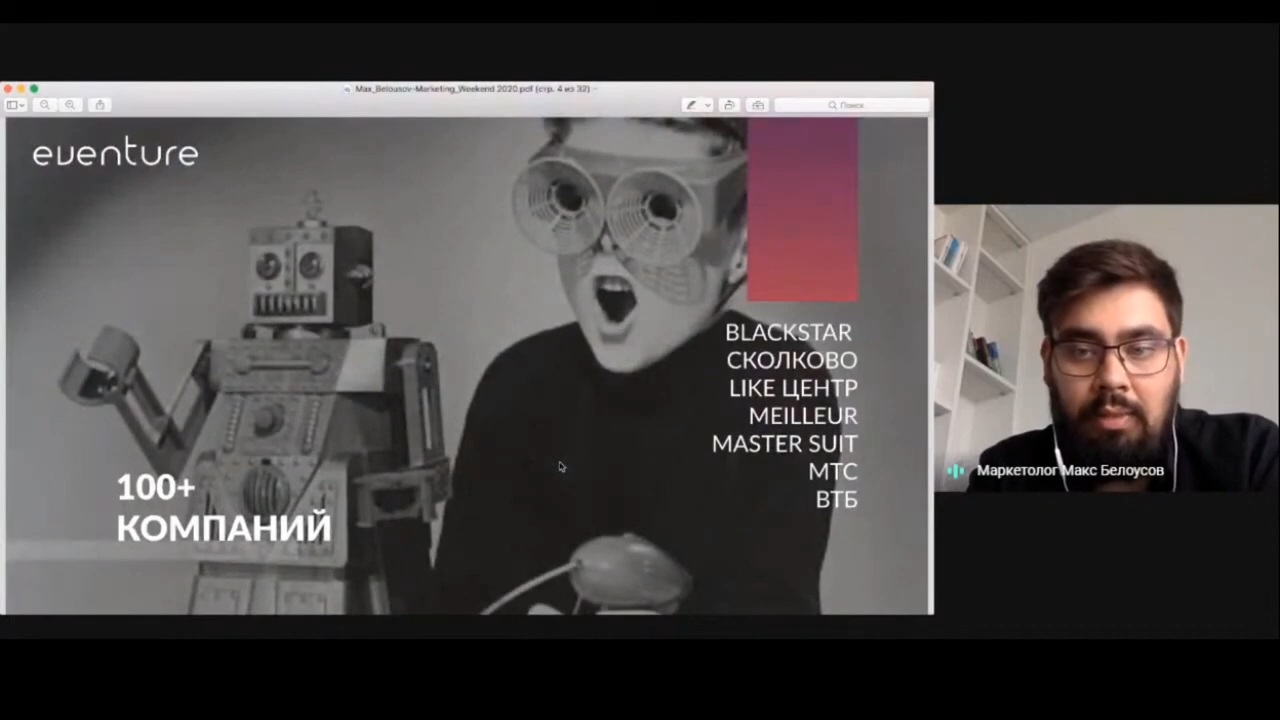 Max_Belousov-Marketing_Weekend 2020.pdf (стр. 4 из 32)
Поиск
eventure
BLACKSTAR
СКОЛКОВО
LIKE ЦЕНТР
MEILLEUR
MASTER SUIT
МТС
ВТБ
100+
КОМПАНИЙ
Маркетолог Макс Белоусов